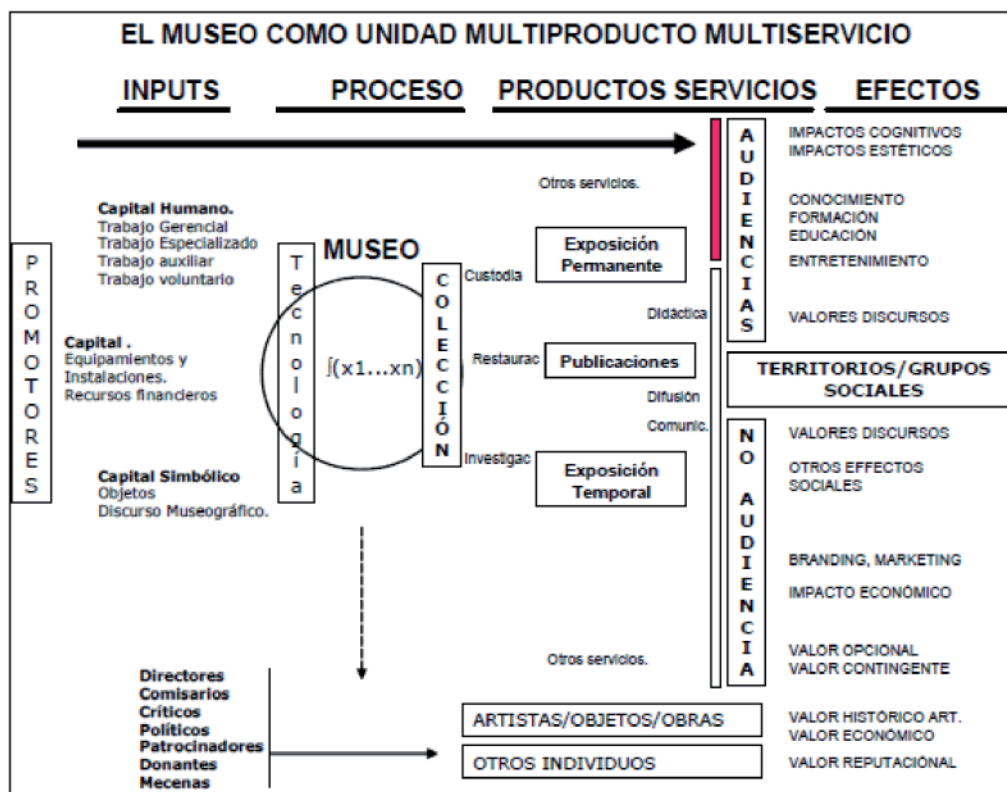 EL MUSEO COMO UNIDAD MULTIPRODUCTO MULTISERVICIO
INPUTS
PROCESO
PRODUCTOS SERVICIOS
EFECTOS
PROMOTORES
Capital Humano.
Trabajo Gerencial
Trabajo Especializado
Trabajo auxiliar
Trabajo voluntario
Capital .
Equipamientos y
Instalaciones.
Recursos financieros
Capital Simbólico
Objetos
Discurso Museográfico.
Tecnología
MUSEO
∫(x1...xn)
COLECCIÓN
Otros servicios.
Custodia
Exposición
Permanente
Didáctica
Restaurac
Publicaciones
Difusión
Comunic.
Investigac
Exposición
Temporal
Otros servicios.
AUDIENCIAS
IMPACTOS COGNITIVOS
IMPACTOS ESTÉTICOS
CONOCIMIENTO
FORMACIÓN
EDUCACIÓN
ENTRETENIMIENTO
VALORES DISCURSOS
TERRITORIOS/GRUPOS
SOCIALES
NO AUDIENCIA
VALORES DISCURSOS
OTROS EFFECTOS
SOCIALES
BRANDING, MARKETING
IMPACTO ECONÓMICO
VALOR OPCIONAL
VALOR CONTINGENTE
Directores
Comisarios
Críticos
Políticos
Patrocinadores
Donantes
Mecenas
ARTISTAS/OBJETOS/OBRAS
OTROS INDIVIDUOS
VALOR HISTÓRICO ART.
VALOR ECONÓMICO
VALOR REPUTACIÓNAL